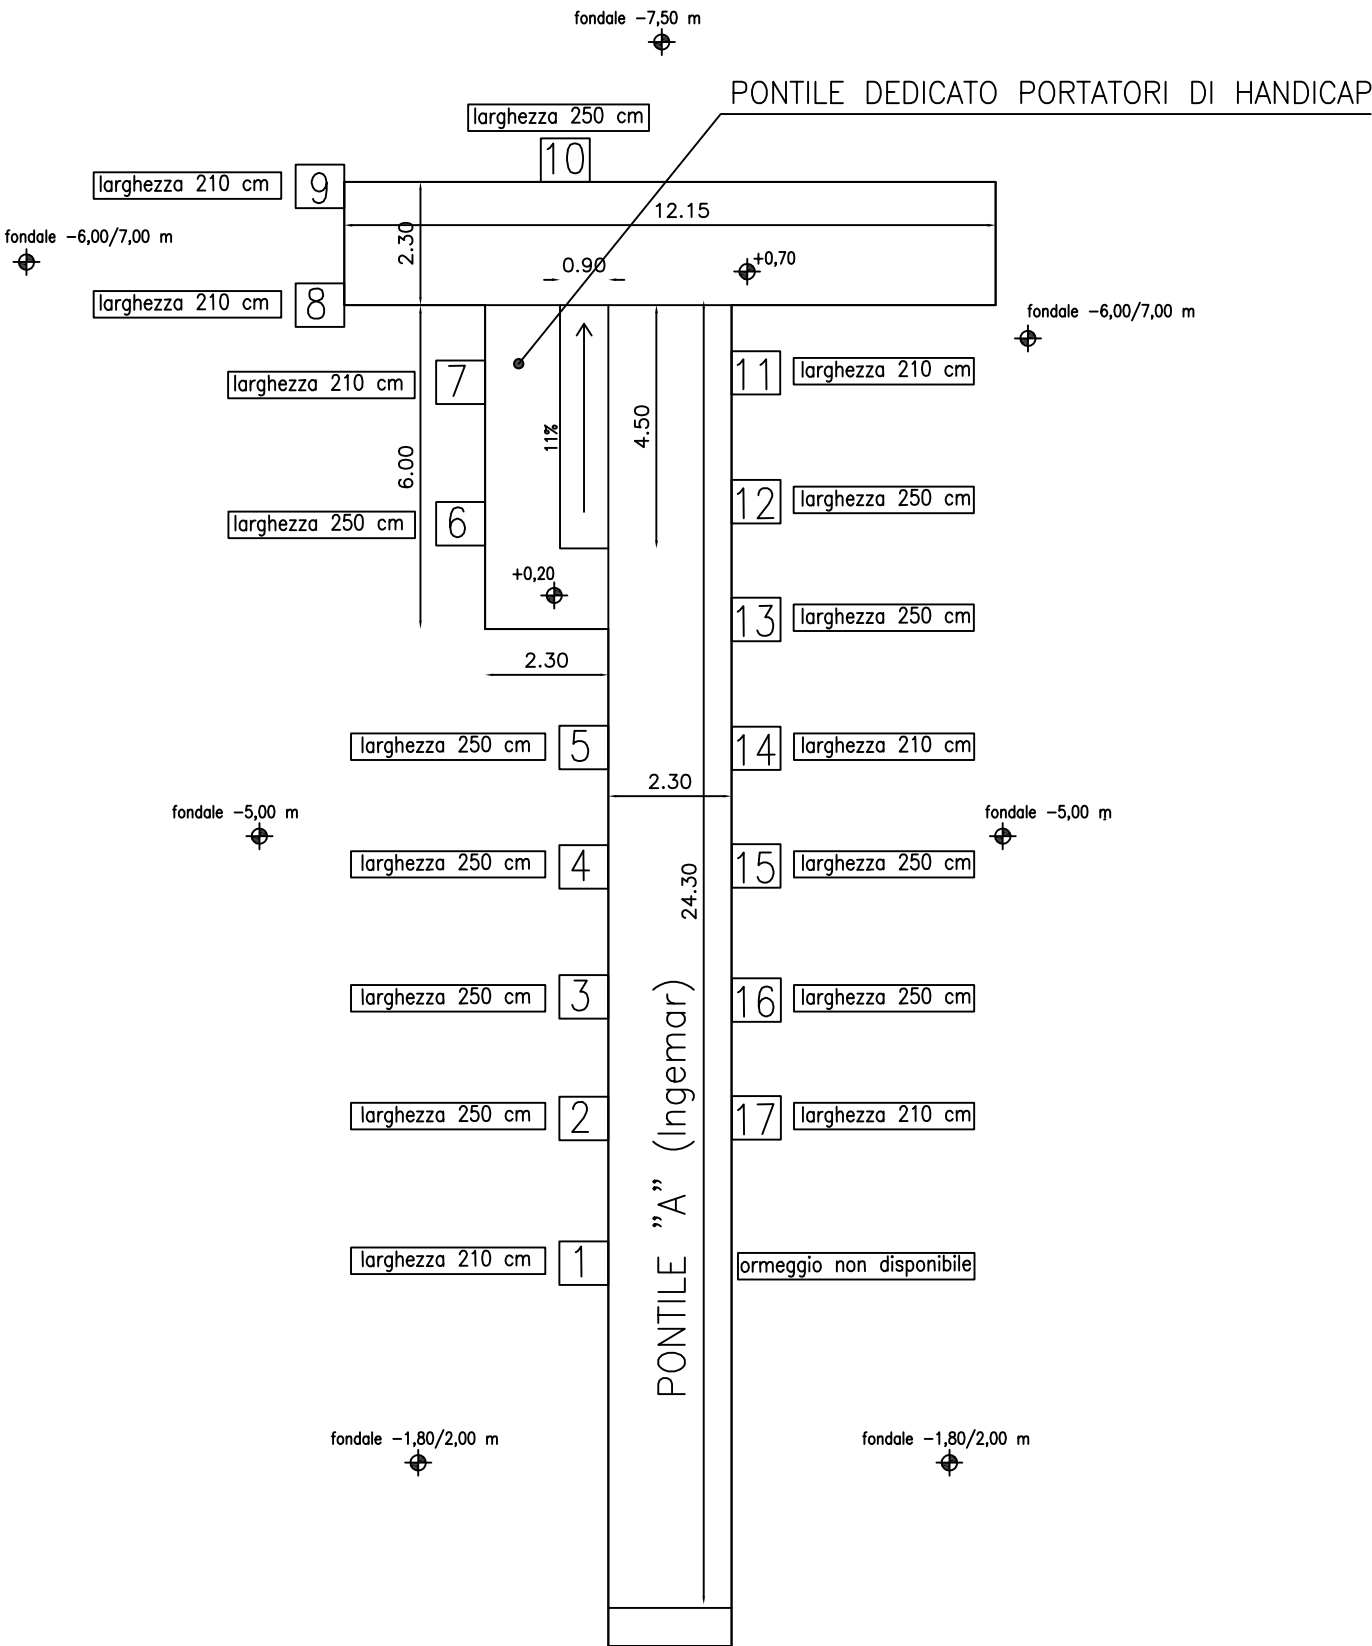 fondale -7,50 m
PONTILE DEDICATO PORTATORI DI HANDICAP
larghezza 250 cm
10
larghezza 210 cm
9
12.15
2.30
fondale -6,00/7,00 m
0.90
+0,70
larghezza 210 cm
8
fondale -6,00/7,00 m
larghezza 210 cm
7
11
larghezza 210 cm
11%
4.50
6.00
larghezza 250 cm
6
12
larghezza 250 cm
+0,20
13
larghezza 250 cm
2.30
larghezza 250 cm
5
14
larghezza 210 cm
2.30
fondale -5,00 m
fondale -5,00 m
larghezza 250 cm
4
15
larghezza 250 cm
24.30
larghezza 250 cm
3
16
larghezza 250 cm
larghezza 250 cm
2
17
larghezza 210 cm
PONTILE ”A” (Ingemar)
larghezza 210 cm
1
ormeggio non disponibile
fondale -1,80/2,00 m
fondale -1,80/2,00 m